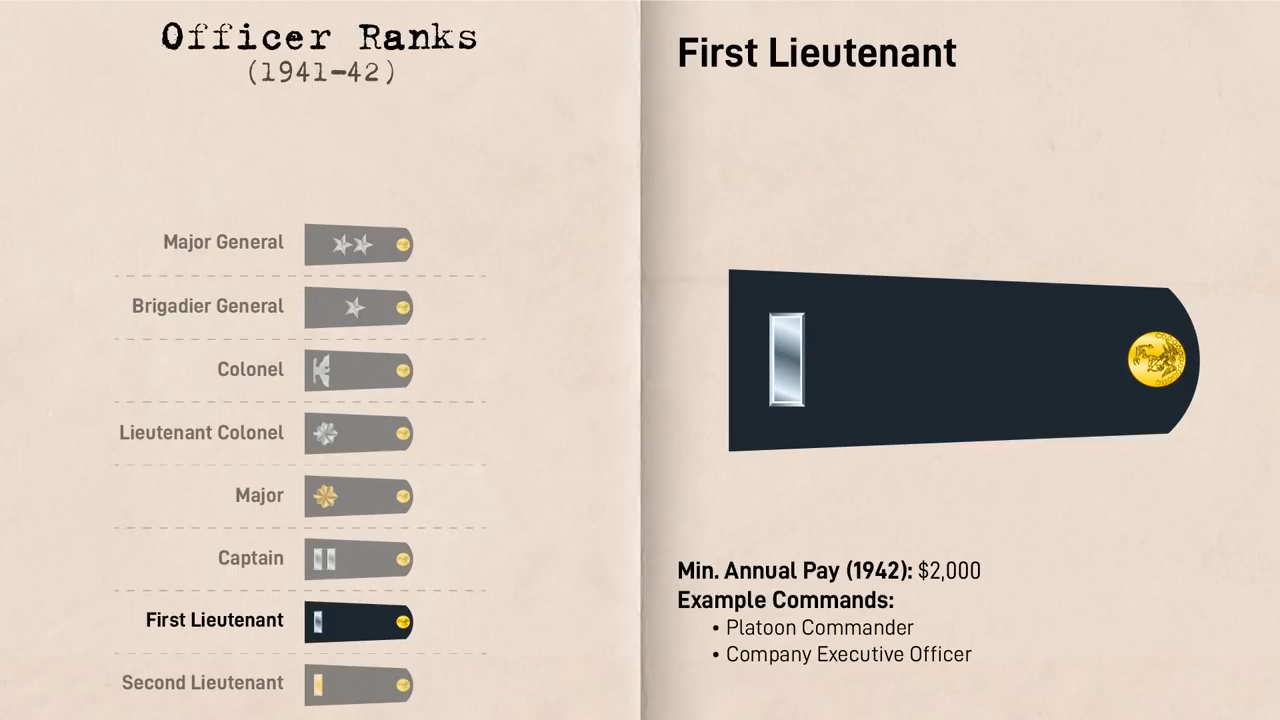 Officer Ranks
(1941-42)
Major General
Brigadier General
Colonel
Lieutenant Colonel
Major
Captain
First Lieutenant
Second Lieutenant
First Lieutenant
Min. Annual Pay (1942): $2,000
Example Commands:
• Platoon Commander
• Company Executive Officer